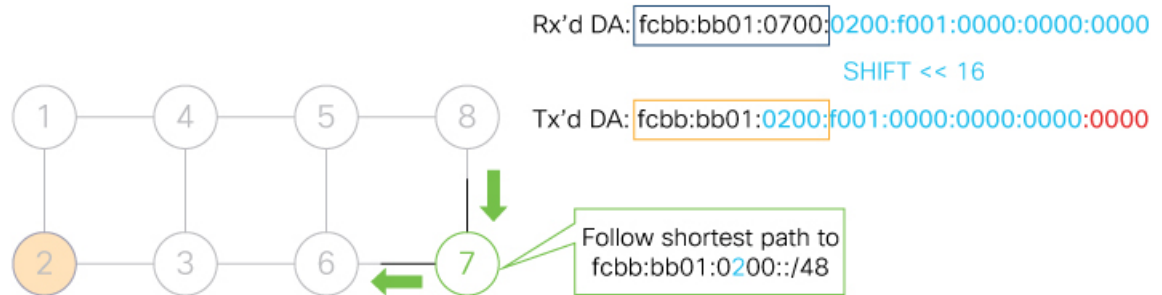 Rx'd DA: fcbb:bb01:0700:0200:f001:0000:0000:0000
SHIFT << 16
Tx'd DA: fcbb:bb01:0200:f001:0000:0000:0000:0000
1 4 5 8
2 3 6 7
Follow shortest path to
fcbb:bb01:0200::/48